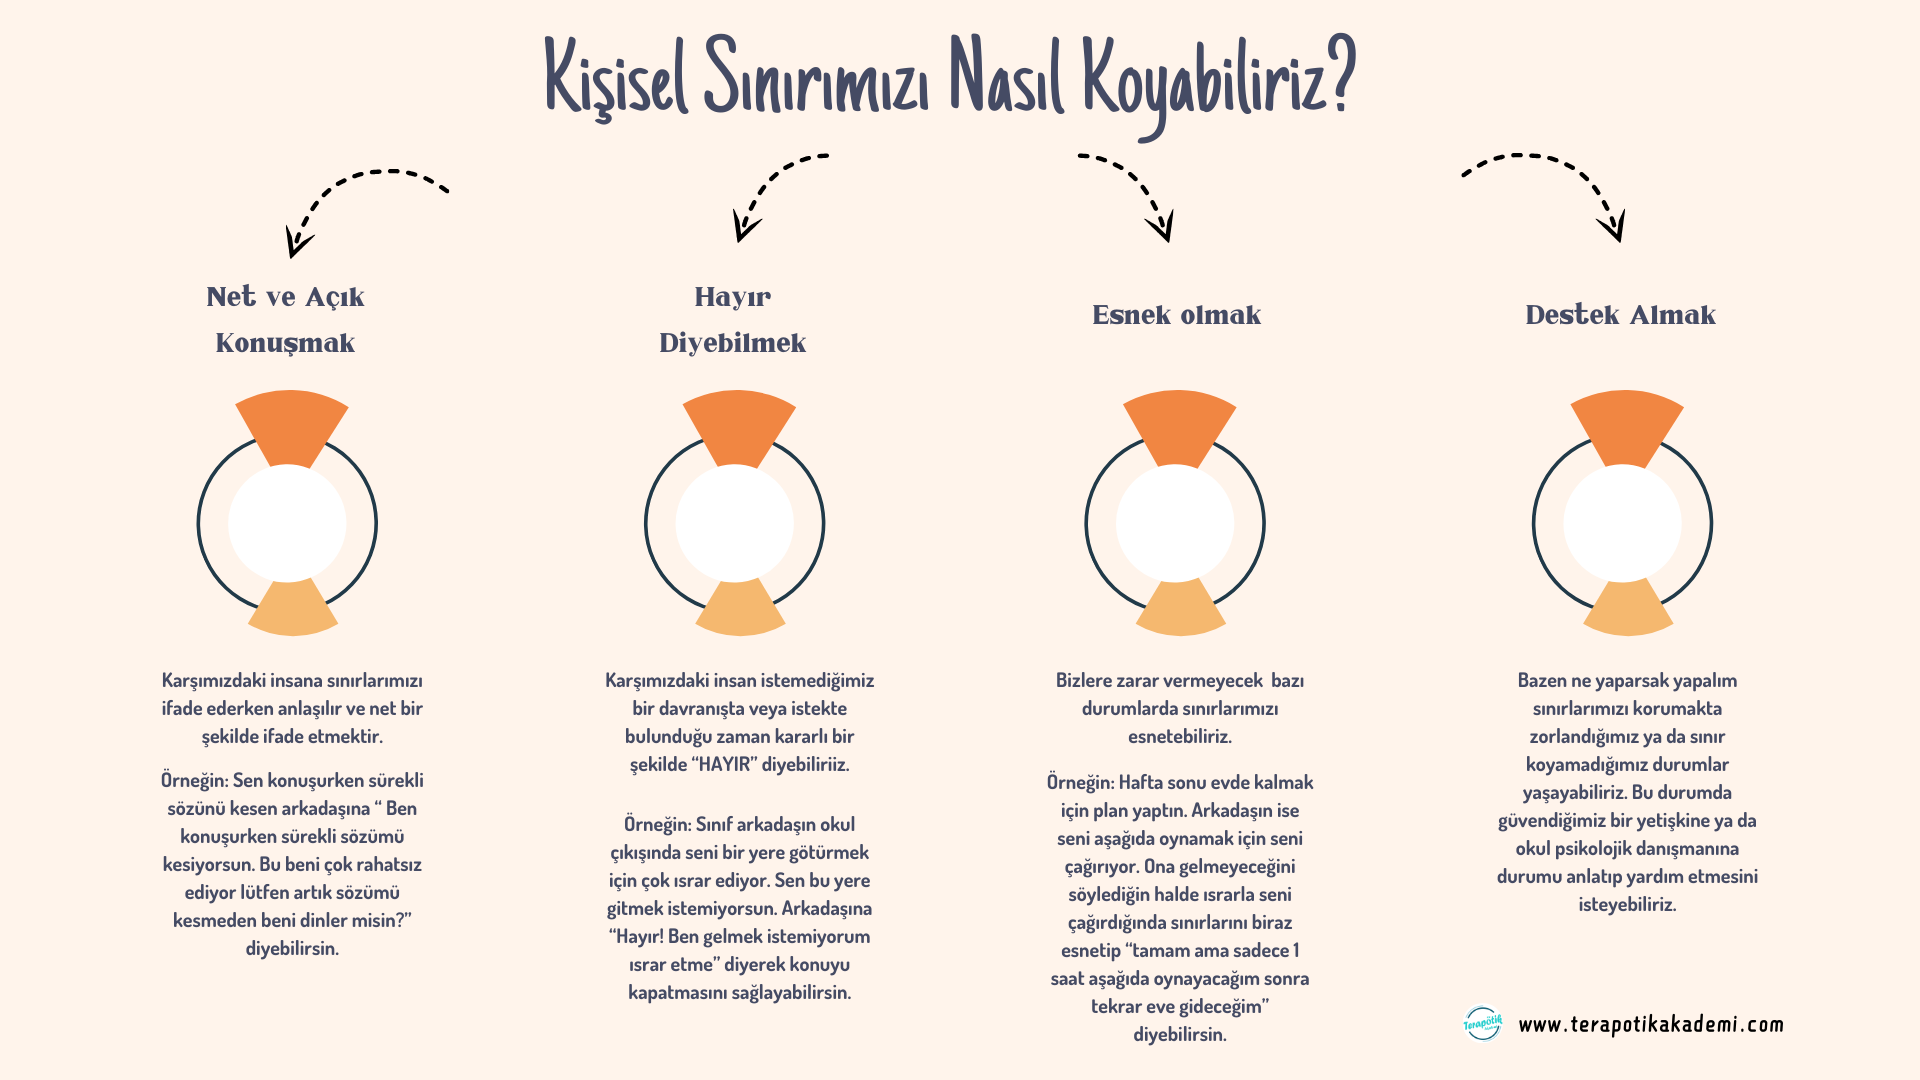 Kişisel Sınırımızı Nasıl Koyabiliriz?
Net ve Açık
Konuşmak
Karşımızdaki insana sınırlarımızı
ifade ederken anlaşılır ve net bir
şekilde ifade etmektir.
Örneğin: Sen konuşurken sürekli
sözünü kesen arkadaşına “ Ben
konuşurken sürekli sözümü
kesiyorsun. Bu beni çok rahatsız
ediyor lütfen artık sözümü
kesmeden beni dinler misin?”
diyebilirsin.
Hayır
Diyebilmek
Karşımızdaki insan istemediğimiz
bir davranışta veya istekte
bulunduğu zaman kararlı bir
şekilde “HAYIR” diyebiliriiz.
Örneğin: Sınıf arkadaşın okul
çıkışında seni bir yere götürmek
için çok ısrar ediyor. Sen bu yere
gitmek istemiyorsun. Arkadaşına
“Hayır! Ben gelmek istemiyorum
ısrar etme” diyerek konuyu
kapatmasını sağlayabilirsin.
Esnek olmak
Bizlere zarar vermeyecek  bazı
durumlarda sınırlarımızı
esnetebiliriz.
Örneğin: Hafta sonu evde kalmak
için plan yaptın. Arkadaşın ise
seni aşağıda oynamak için seni
çağırıyor. Ona gelmeyeceğini
söylediğin halde ısrarla seni
çağırdığında sınırlarını biraz
esnetip “tamam ama sadece 1
saat aşağıda oynayacağım sonra
tekrar eve gideceğim”
diyebilirsin.
Destek Almak
Bazen ne yaparsak yapalım
sınırlarımızı korumakta
zorlandığımız ya da sınır
koyamadığımız durumlar
yaşayabiliriz. Bu durumda
güvendiğimiz bir yetişkine ya da
okul psikolojik danışmanına
durumu anlatıp yardım etmesini
isteyebiliriz.
Terapötik
www.terapotikakademi.com